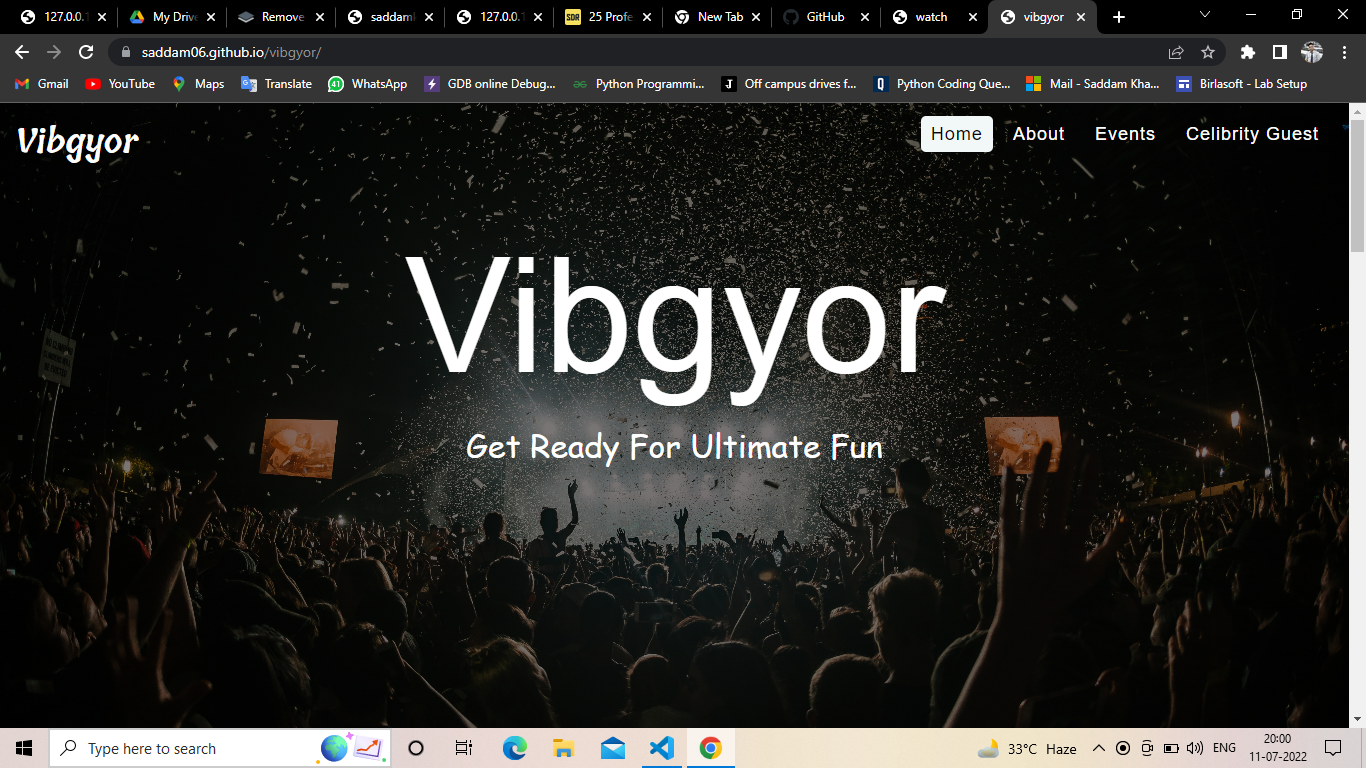 127.0.0.1
My Drive
Remove
saddam
127.0.0.1
SDR
25 Profe
New Tab
GitHub
watch
vibgyor
saddam06.github.io/vibgyor/
Gmail
YouTube
Maps
Translate
41
WhatsApp
GDB online Debug...
Python Programmi...
J
Off campus drives f...
Q
Python Coding Que...
Mail - Saddam Kha...
Birlasoft - Lab Setup
Vibgyor
Home
About
Events
Celibrity Guest
Vibgyor
Get Ready For Ultimate Fun
Type here to search
33°C Haze
ENG
20:00
11-07-2022